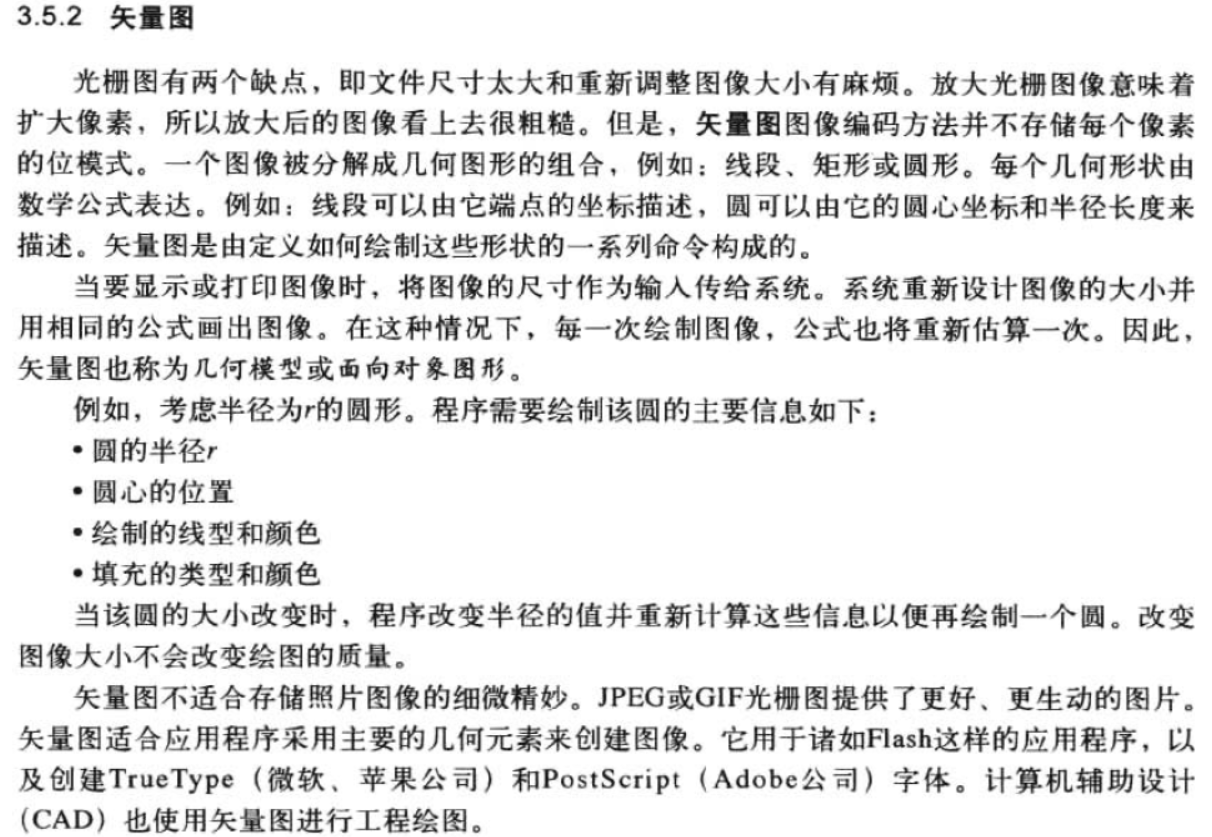 3.5.2 矢量图
光栅图有两个缺点，即文件尺寸太大和重新调整图像大小有麻烦。放大光栅图像意味着
扩大像素，所以放大后的图像看上去很粗糙。但是，矢量图图像编码方法并不存储每个像素
的位模式。一个图像被分解成几何图形的组合，例如：线段、矩形或圆形。每个几何形状由
数学公式表达。例如：线段可以由它端点的坐标描述，圆可以由它的圆心坐标和半径长度来
描述。矢量图是由定义如何绘制这些形状的一系列命令构成的。
当要显示或打印图像时，将图像的尺寸作为输入传给系统。系统重新设计图像的大小并
用相同的公式画出图像。在这种情况下，每一次绘制图像，公式也将重新估算一次。因此，
矢量图也称为几何模型或面向对象图形。
例如，考虑半径为r的圆形。程序需要绘制该圆的主要信息如下：
• 圆的半径r
• 圆心的位置
• 绘制的线型和颜色
• 填充的类型和颜色
当该圆的大小改变时，程序改变半径的值并重新计算这些信息以便再绘制一个圆。改变
图像大小不会改变绘图的质量。
矢量图不适合存储照片图像的细微精妙。JPEG或GIF光栅图提供了更好、更生动的图片。
矢量图适合应用程序采用主要的几何元素来创建图像。它用于诸如Flash这样的应用程序，以
及创建TrueType（微软、苹果公司）和PostScript（Adobe公司）字体。计算机辅助设计
（CAD）也使用矢量图进行工程绘图。